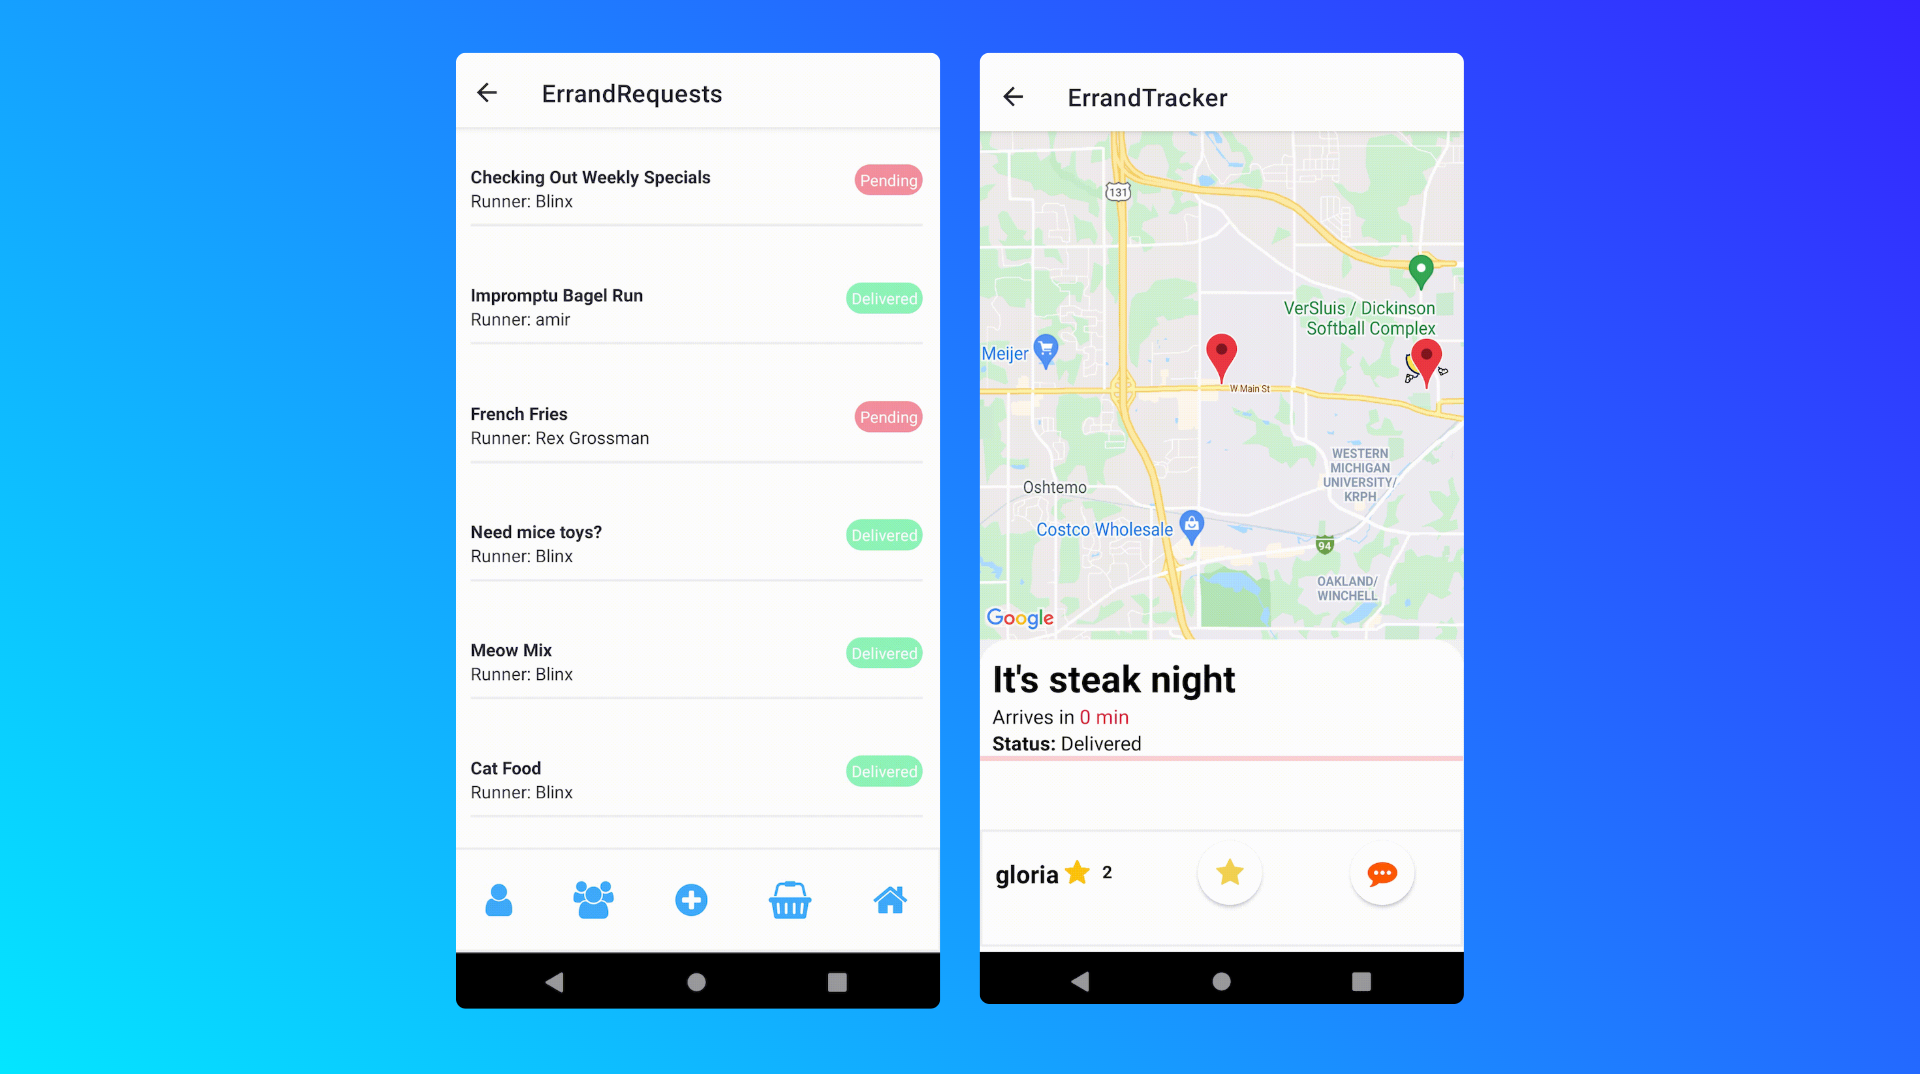 ErrandRequests
Checking Out Weekly Specials
Pending
Runner: Blinx
Impromptu Bagel Run
Delivered
Runner: amir
French Fries
Pending
Runner: Rex Grossman
Need mice toys?
Delivered
Runner: Blinx
Meow Mix
Delivered
Runner: Blinx
Cat Food
Delivered
Runner: Blinx
ErrandTracker
131
VerSluis / Dickinson
Softball Complex
Meijer
W Main St
WESTERN
MICHIGAN
UNIVERSITY/
KRPH
Oshtemo
Costco Wholesale
94
OAKLAND/
WINCHELL
Google
It's steak night
Arrives in 0 min
Status: Delivered
gloria 2